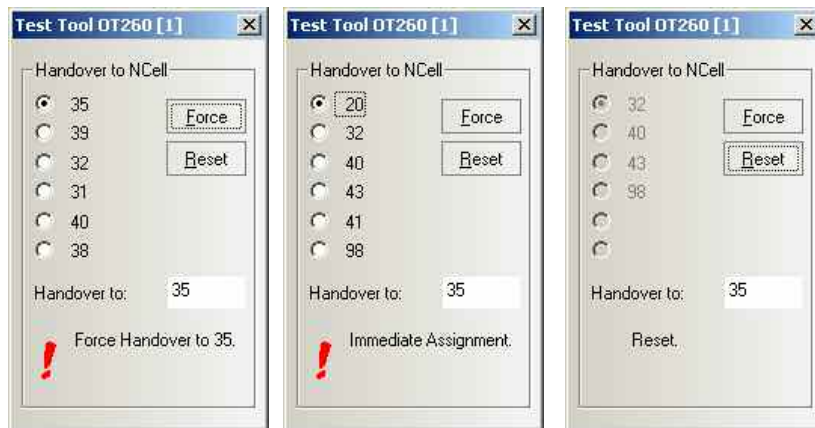 Test Tool OT260 [1]
Handover to NCell
35
Force
39
32
Reset
31
40
38
Handover to: 35
Force Handover to 35.
Test Tool OT260 [1]
Handover to NCell
20
Force
32
40
Reset
43
41
98
Handover to: 35
Immediate Assignment.
Test Tool OT260 [1]
Handover to NCell
32
Force
40
43
Reset
98
Handover to: 35
Reset.